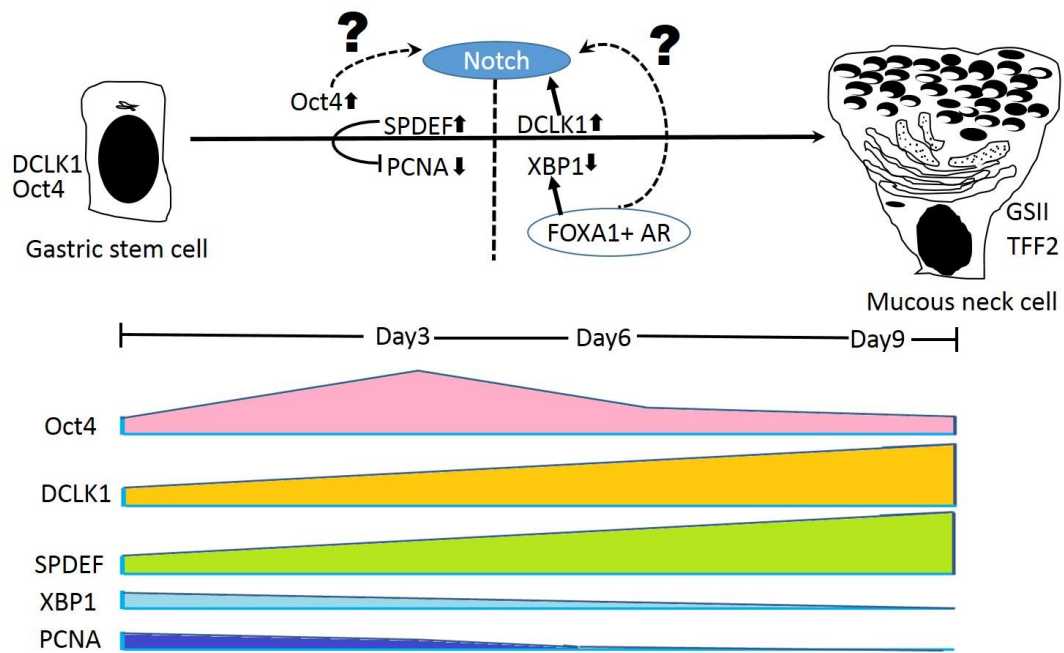 ? ?
Notch
Oct4⬆
SPDEF⬆ DCLK1⬆
DCLK1
Oct4
PCNA⬇ XBP1⬇
GSII
FOXA1+ AR
TFF2
Gastric stem cell
Mucous neck cell
Day3 Day6 Day9
Oct4
DCLK1
SPDEF
XBP1
PCNA